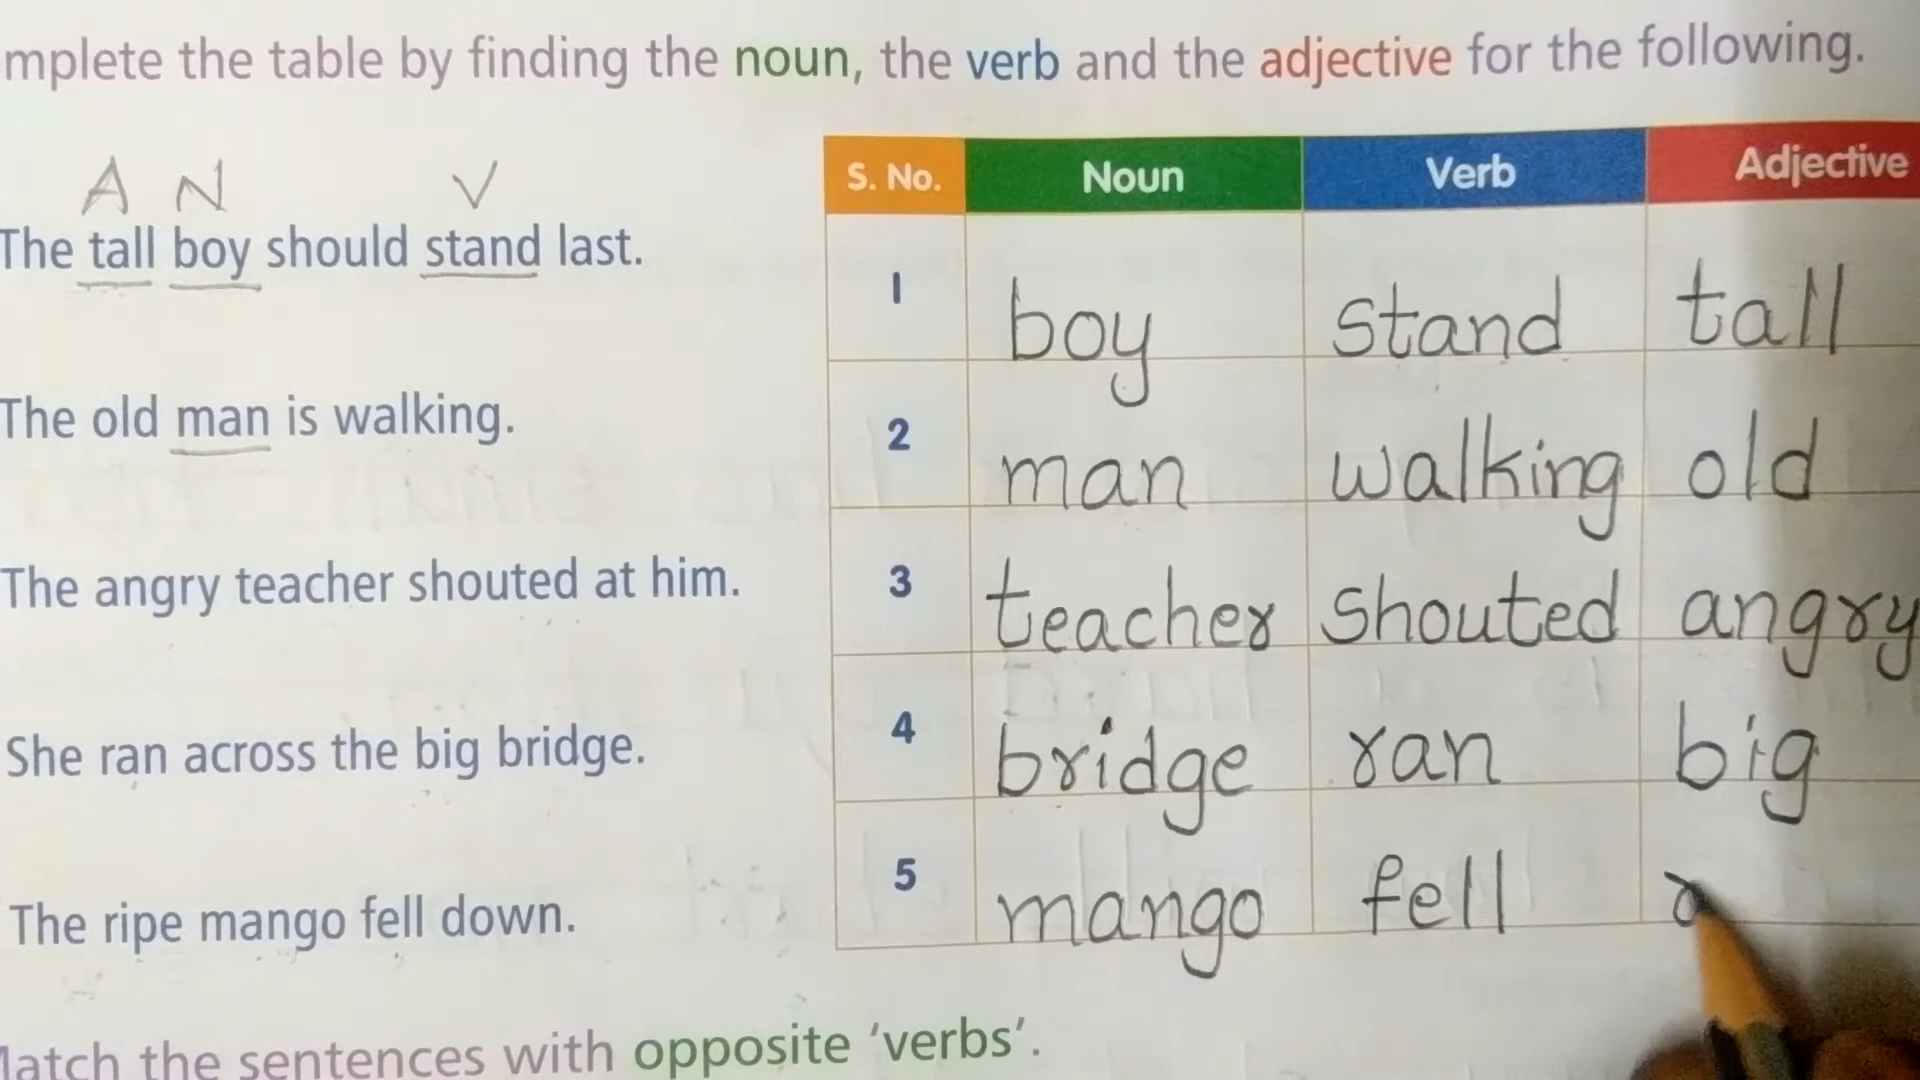 mplete the table by finding the noun, the verb and the adjective for the following.
A N V
The tall boy should stand last.
The old man is walking.
The angry teacher shouted at him.
She ran across the big bridge.
The ripe mango fell down.
S. No. Noun Verb Adjective
1 boy stand tall
2 man walking old
3 teacher shouted angry
4 bridge ran big
5 mango fell r
Match the sentences with opposite ‘verbs’.